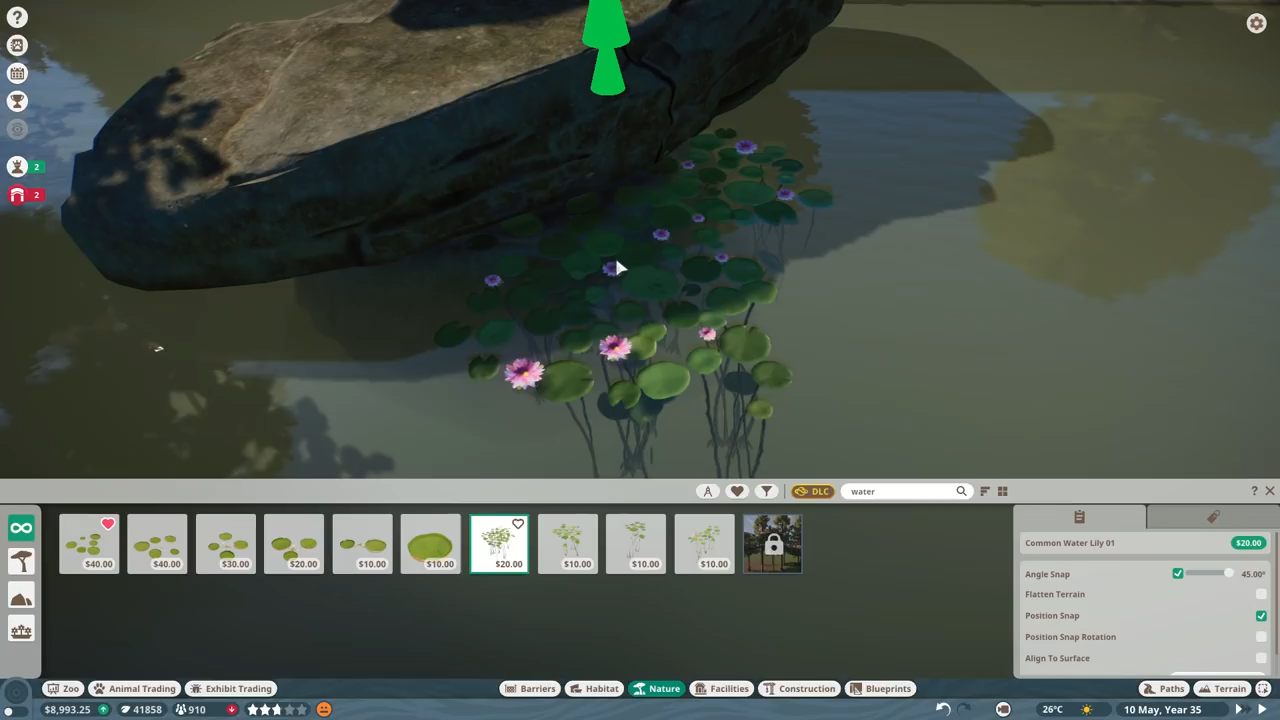 ?
2
2
DLC
water
?
$40.00
$40.00
$30.00
$20.00
$10.00
$10.00
$20.00
$10.00
$10.00
$10.00
Common Water Lily 01
$20.00
Angle Snap
45.00°
Flatten Terrain
Position Snap
Position Snap Rotation
Align To Surface
Zoo
Animal Trading
Exhibit Trading
Barriers
Habitat
Nature
Facilities
Construction
Blueprints
Paths
Terrain
$8,993.25
41858
910
26°C
10 May, Year 35